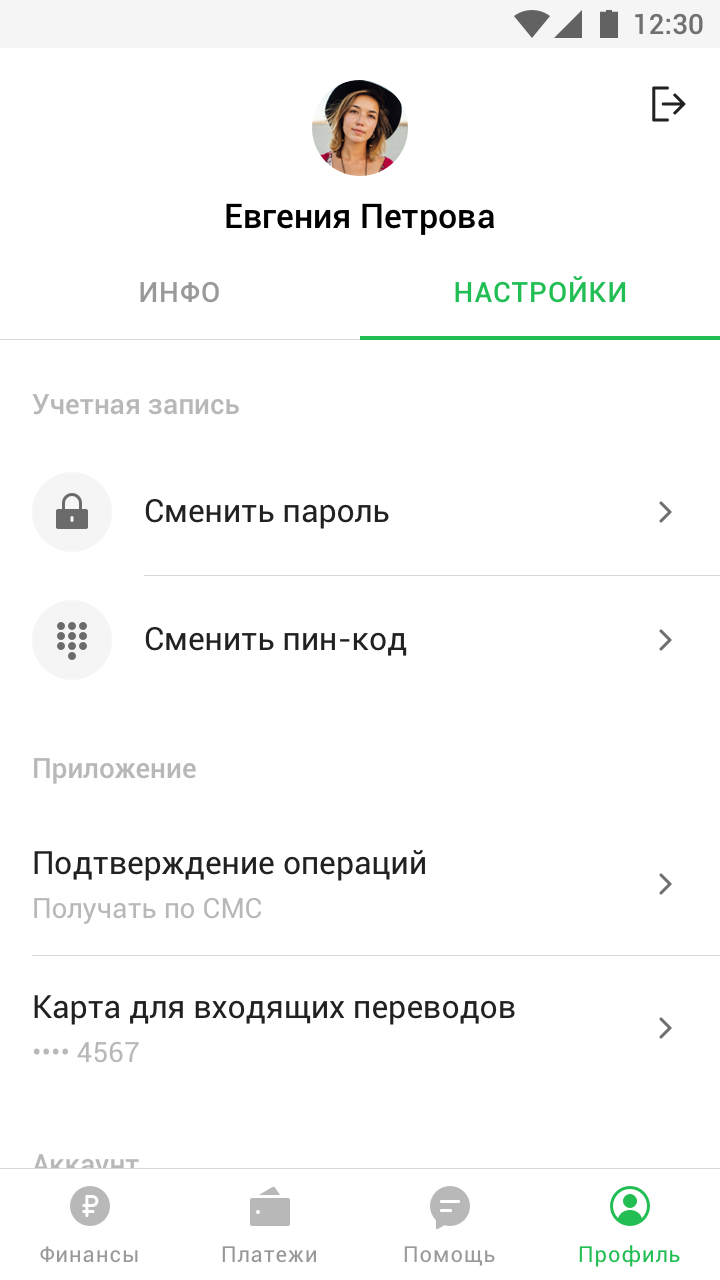 12:30
Евгения Петрова
ИНФО
НАСТРОЙКИ
Учетная запись
Сменить пароль
Сменить пин-код
Приложение
Подтверждение операций
Получать по СМС
Карта для входящих переводов
•••• 4567
Аккаунт
Финансы
Платежи
Помощь
Профиль